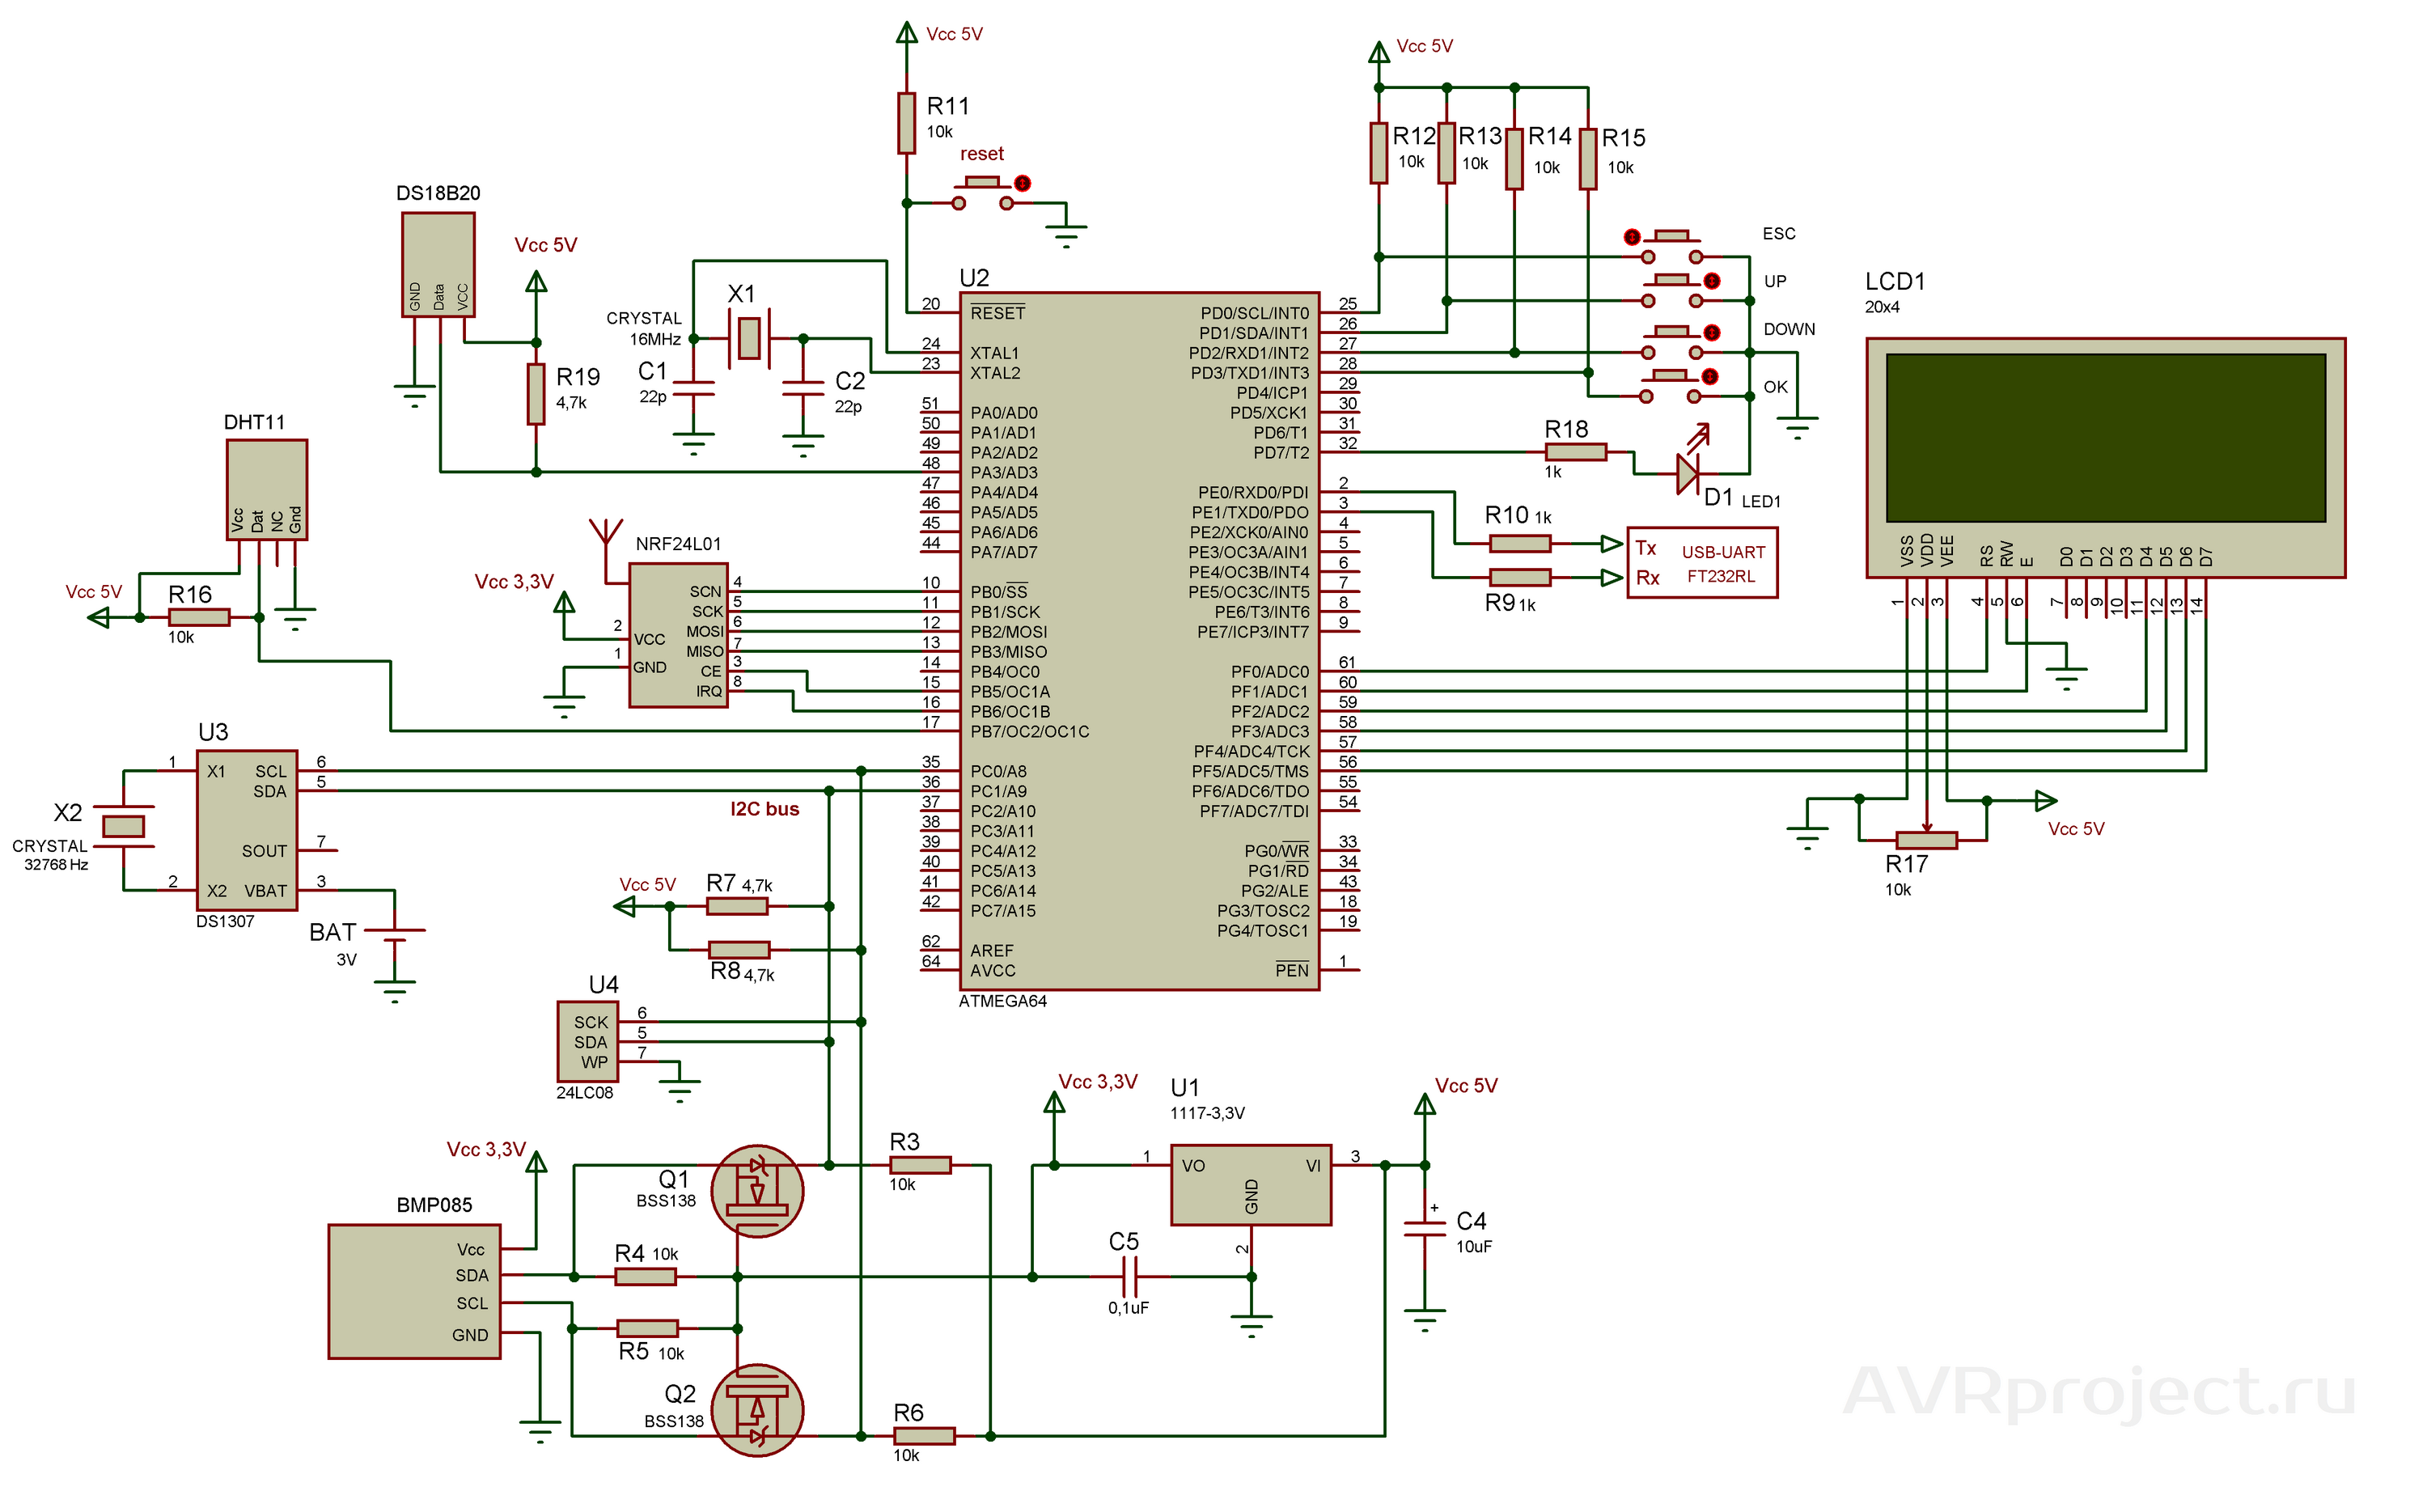 Vcc 5V
R11
10k
reset
Vcc 5V
R12
10k
R13
10k
R14
10k
R15
10k
ESC
UP
DOWN
OK
R18
1k
D1 LED1
DS18B20
GND
Data
VCC
Vcc 5V
R19
4,7k
X1
CRYSTAL
16MHz
C1
22p
C2
22p
DHT11
Vcc
Dat
NC
Gnd
Vcc 5V
R16
10k
NRF24L01
Vcc 3,3V
2 VCC
1 GND
SCN 4
SCK 5
MOSI 6
MISO 7
CE 3
IRQ 8
U2
20 RESET
24 XTAL1
23 XTAL2
51 PA0/AD0
50 PA1/AD1
49 PA2/AD2
48 PA3/AD3
47 PA4/AD4
46 PA5/AD5
45 PA6/AD6
44 PA7/AD7
10 PB0/SS
11 PB1/SCK
12 PB2/MOSI
13 PB3/MISO
14 PB4/OC0
15 PB5/OC1A
16 PB6/OC1B
17 PB7/OC2/OC1C
35 PC0/A8
36 PC1/A9
37 PC2/A10
38 PC3/A11
39 PC4/A12
40 PC5/A13
41 PC6/A14
42 PC7/A15
62 AREF
64 AVCC
PD0/SCL/INT0 25
PD1/SDA/INT1 26
PD2/RXD1/INT2 27
PD3/TXD1/INT3 28
PD4/ICP1 29
PD5/XCK1 30
PD6/T1 31
PD7/T2 32
PE0/RXD0/PDI 2
PE1/TXD0/PDO 3
PE2/XCK0/AIN0 4
PE3/OC3A/AIN1 5
PE4/OC3B/INT4 6
PE5/OC3C/INT5 7
PE6/T3/INT6 8
PE7/ICP3/INT7 9
PF0/ADC0 61
PF1/ADC1 60
PF2/ADC2 59
PF3/ADC3 58
PF4/ADC4/TCK 57
PF5/ADC5/TMS 56
PF6/ADC6/TDO 55
PF7/ADC7/TDI 54
PG0/WR 33
PG1/RD 34
PG2/ALE 43
PG3/TOSC2 18
PG4/TOSC1 19
PEN 1
ATMEGA64
R10 1k
R9 1k
Tx
Rx
USB-UART
FT232RL
LCD1
20x4
VSS
VDD
VEE
RS
RW
E
D0
D1
D2
D3
D4
D5
D6
D7
1
2
3
4
5
6
7
8
9
10
11
12
13
14
Vcc 5V
R17
10k
U3
1 X1
2 X2
SCL 6
SDA 5
SOUT 7
VBAT 3
DS1307
X2
CRYSTAL
32768 Hz
BAT
3V
I2C bus
Vcc 5V
R7 4,7k
R8 4,7k
U4
SCK 6
SDA 5
WP 7
24LC08
Vcc 3,3V
BMP085
Vcc
SDA
SCL
GND
Q1
BSS138
R4 10k
R5 10k
Q2
BSS138
R3
10k
R6
10k
Vcc 3,3V
U1
1117-3,3V
1 VO
VI 3
GND
2
C5
0,1uF
Vcc 5V
+
C4
10uF
AVRproject.ru